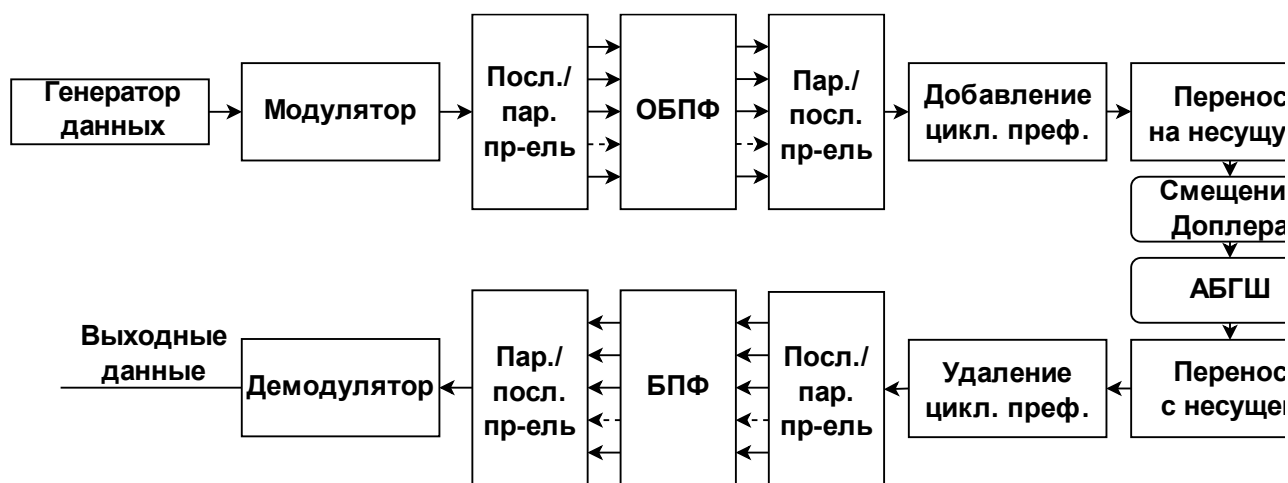 Генератор
данных
Модулятор
Посл./
пар.
пр-ель
ОБПФ
Пар./
посл.
пр-ель
Добавление
цикл. преф.
Перенос
на несущу
Смещени
Доплера
АБГШ
Перенос
с несуще
Удаление
цикл. преф.
Посл./
пар.
пр-ель
БПФ
Пар./
посл.
пр-ель
Демодулятор
Выходные
данные